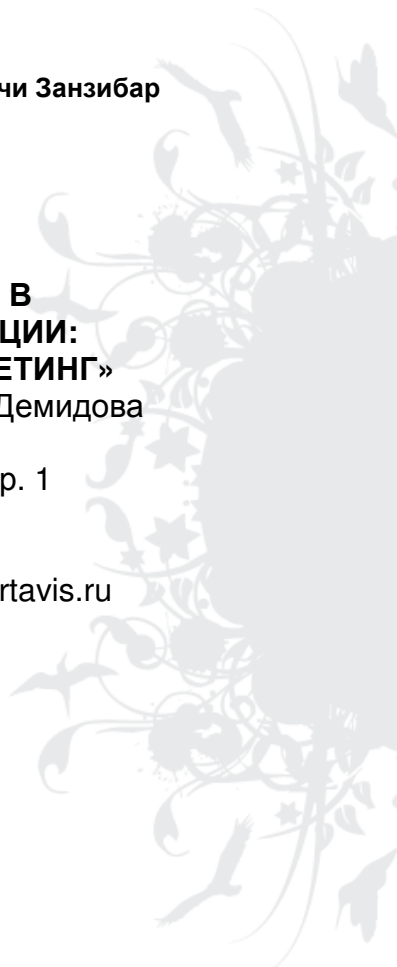 чи Занзибар
В
ЦИИ:
ЕТИНГ»
Демидова
р. 1
rtavis.ru